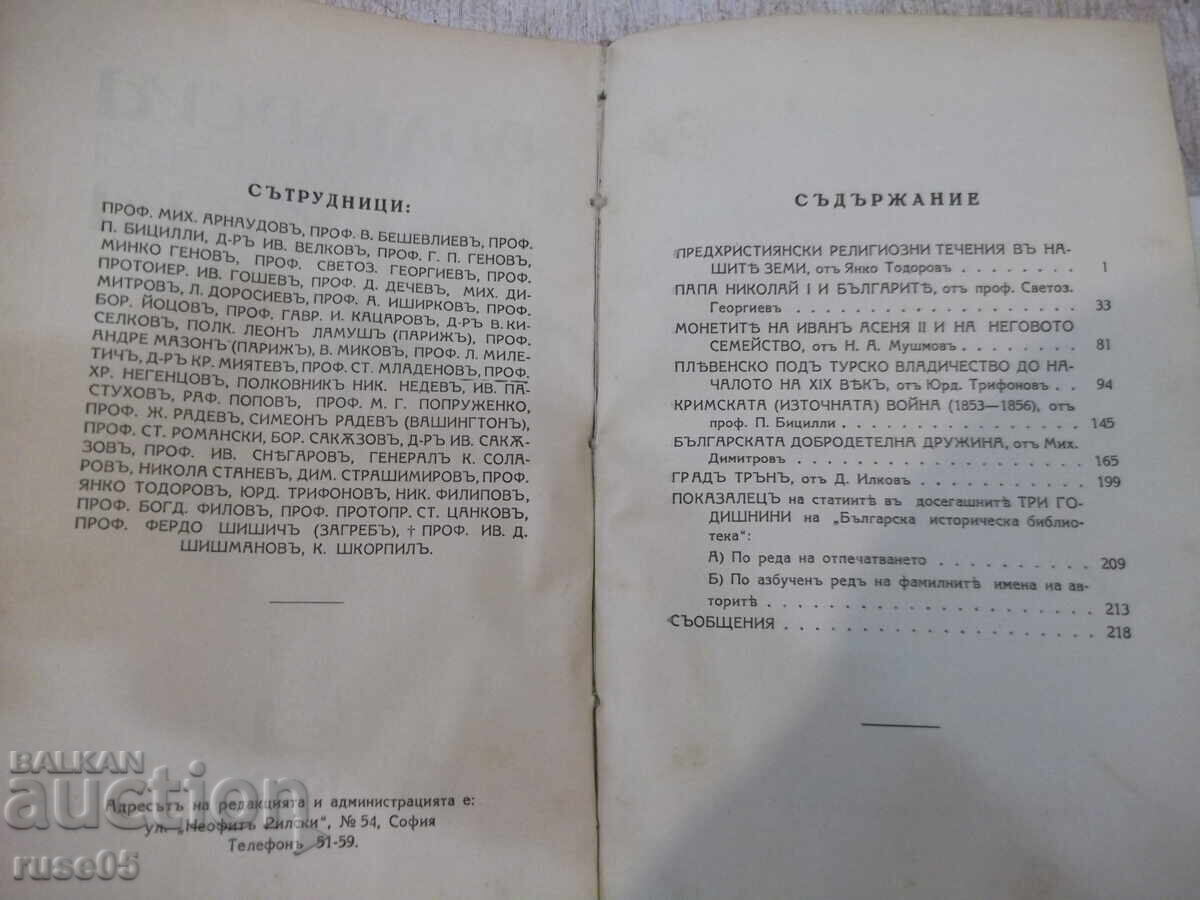 СЪТРУДНИЦИ:
ПРОФ. МИХ. АРНАУДОВЪ, ПРОФ. В. БЕШЕВЛИЕВЪ, ПРОФ.
П. БИЦИЛЛИ, Д-РЪ ИВ. ВЕЛКОВЪ, ПРОФ. Г. П. ГЕНОВЪ,
МИНКО ГЕНОВЪ, ПРОФ. СВЕТОЗ. ГЕОРГИЕВЪ, ПРОФ.
ПРОТОИЕР. ИВ. ГОШЕВЪ, ПРОФ. Д. ДЕЧЕВЪ, МИХ. ДИ-
МИТРОВЪ, Л. ДОРОСИЕВЪ, ПРОФ. А. ИШИРКОВЪ, ПРОФ.
БОР. ЙОЦОВЪ, ПРОФ. ГАВР. И. КАЦАРОВЪ, Д-РЪ В. КИ-
СЕЛКОВЪ, ПОЛК. ЛЕОНЪ ЛАМУШЪ (ПАРИЖЪ), ПРОФ.
АНДРЕ МАЗОНЪ (ПАРИЖЪ), В. МИКОВЪ, ПРОФ. Л. МИЛЕ-
ТИЧЪ, Д-РЪ КР. МИЯТЕВЪ, ПРОФ. СТ. МЛАДЕНОВЪ, ПРОФ.
ХР. НЕГЕНЦОВЪ, ПОЛКОВНИКЪ НИК. НЕДЕВЪ, ИВ. ПА-
СТУХОВЪ, РАФ. ПОПОВЪ, ПРОФ. М. Г. ПОПРУЖЕНКО,
ПРОФ. Ж. РАДЕВЪ, СИМЕОНЪ РАДЕВЪ (ВАШИНГТОНЪ),
ПРОФ. СТ. РОМАНСКИ, БОР. САКѪЗОВЪ, Д-РЪ ИВ. САКѪ-
ЗОВЪ, ПРОФ. ИВ. СНѢГАРОВЪ, ГЕНЕРАЛЪ К. СОЛА-
РОВЪ, НИКОЛА СТАНЕВЪ, ДИМ. СТРАШИМИРОВЪ, ПРОФ.
ЯНКО ТОДОРОВЪ, ЮРД. ТРИФОНОВЪ, НИК. ФИЛИПОВЪ,
ПРОФ. БОГД. ФИЛОВЪ, ПРОФ. ПРОТОПР. СТ. ЦАНКОВЪ,
ПРОФ. ФЕРДО ШИШИЧЪ (ЗАГРЕБЪ), † ПРОФ. ИВ. Д.
ШИШМАНОВЪ, К. ШКОРПИЛЪ.
Адресътъ на редакцията и администрацията е:
ул. „Неофитъ Рилски“, № 54, София
Телефонъ 51-59.
СЪДЪРЖАНИЕ
ПРЕДХРИСТИЯНСКИ РЕЛИГИОЗНИ ТЕЧЕНИЯ ВЪ НА-
ШИТѢ ЗЕМИ, отъ Янко Тодоровъ . . . . . . . . 1
ПАПА НИКОЛАЙ I И БЪЛГАРИТѢ, отъ проф. Светоз.
Георгиевъ . . . . . . . . . . . . . . . . . . 33
МОНЕТИТѢ НА ИВАНЪ АСЕНЯ II И НА НЕГОВОТО
СЕМЕЙСТВО, отъ Н. А. Мушмовъ . . . . . . . . 81
ПЛѢВЕНСКО ПОДЪ ТУРСКО ВЛАДИЧЕСТВО ДО НА-
ЧАЛОТО НА XIX ВѢКЪ, отъ Юрд. Трифоновъ . . 94
КРИМСКАТА (ИЗТОЧНАТА) ВОЙНА (1853—1856), отъ
проф. П. Бицилли . . . . . . . . . . . . . . 145
БЪЛГАРСКАТА ДОБРОДЕТЕЛНА ДРУЖИНА, отъ Мих.
Димитровъ . . . . . . . . . . . . . . . . . . 165
ГРАДЪ ТРЪНЪ, отъ Д. Илковъ . . . . . . . . . 199
ПОКАЗАЛЕЦЪ на статиитѣ въ досегашнитѣ ТРИ ГО-
ДИШНИНИ на „Българска историческа библио-
тека“:
А) По реда на отпечатването . . . . . . . . . 209
Б) По азбученъ редъ на фамилнитѣ имена на ав-
торитѣ . . . . . . . . . . . . . . . . . . . 213
СЪОБЩЕНИЯ . . . . . . . . . . . . . . . . . . 218
BALKAN
auction
ruse05